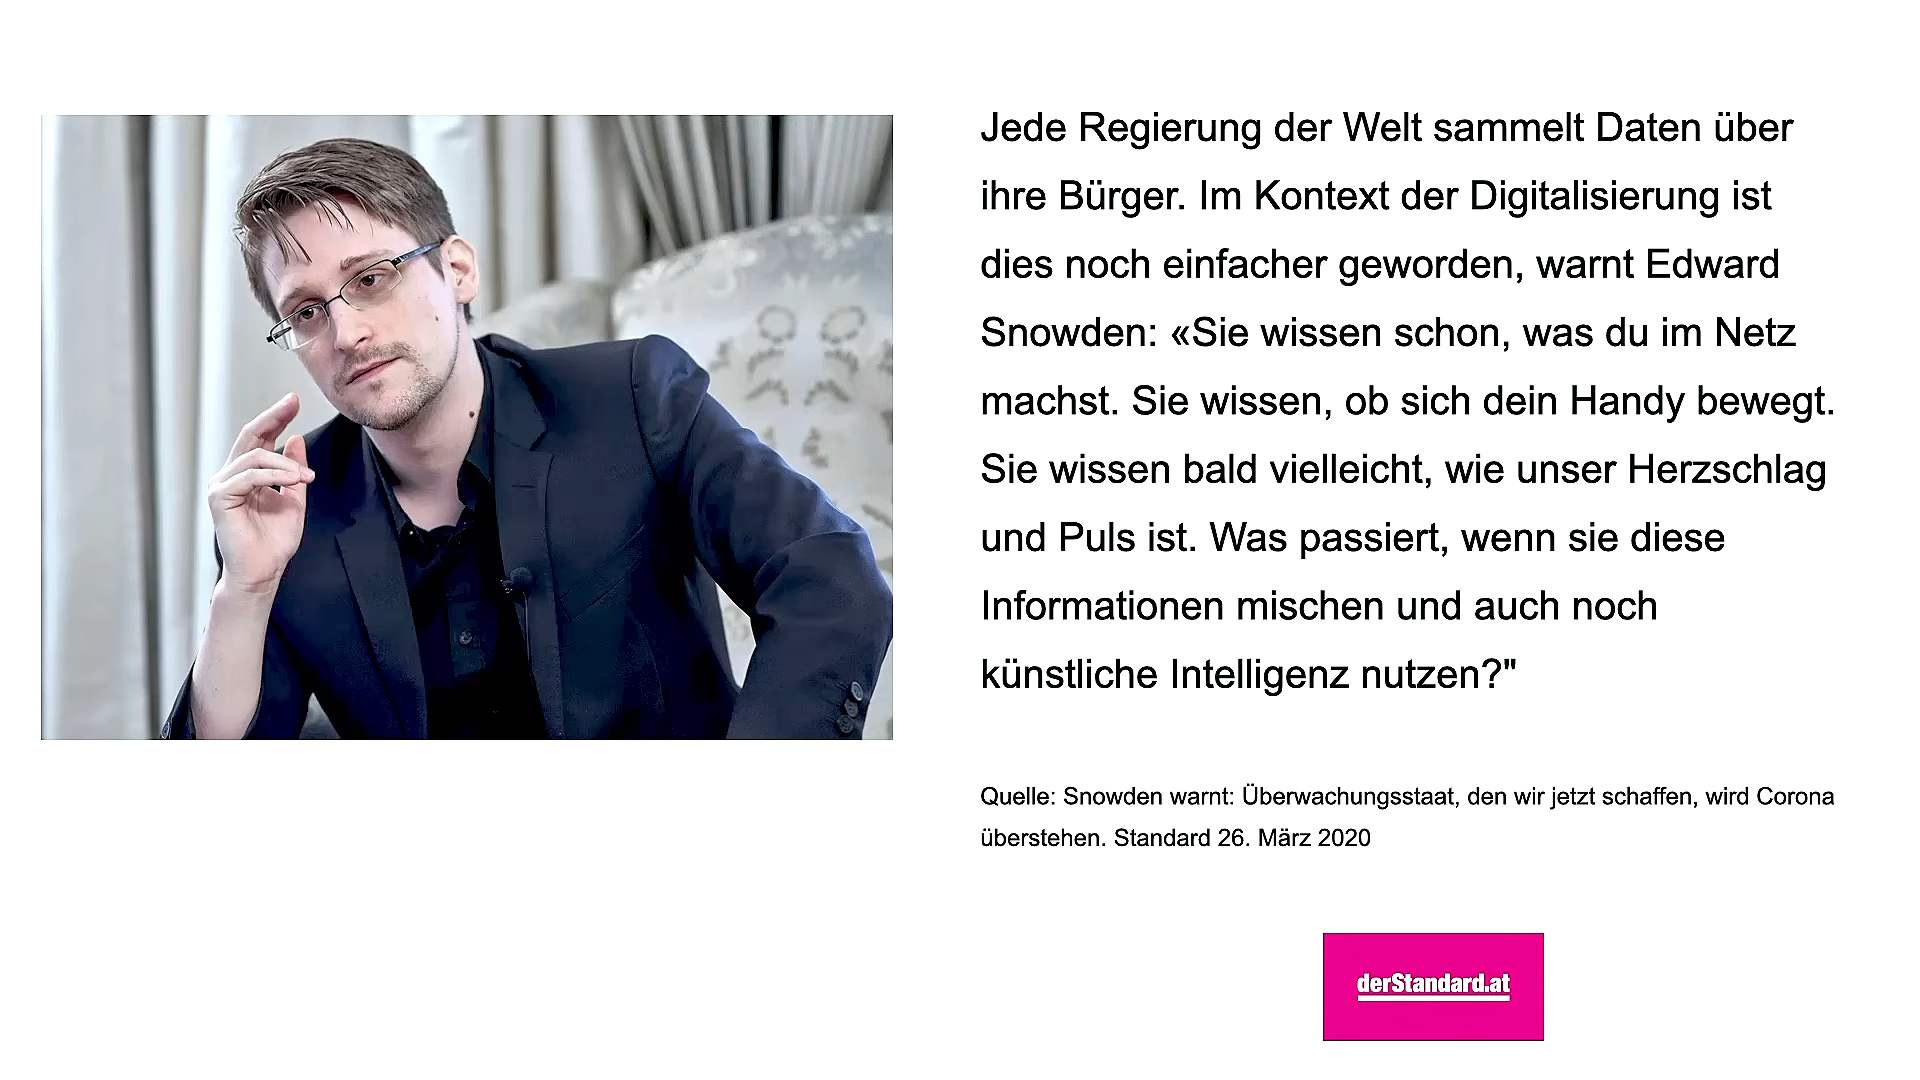 Jede Regierung der Welt sammelt Daten über
ihre Bürger. Im Kontext der Digitalisierung ist
dies noch einfacher geworden, warnt Edward
Snowden: «Sie wissen schon, was du im Netz
machst. Sie wissen, ob sich dein Handy bewegt.
Sie wissen bald vielleicht, wie unser Herzschlag
und Puls ist. Was passiert, wenn sie diese
Informationen mischen und auch noch
künstliche Intelligenz nutzen?"
Quelle: Snowden warnt: Überwachungsstaat, den wir jetzt schaffen, wird Corona
überstehen. Standard 26. März 2020
derStandard.at